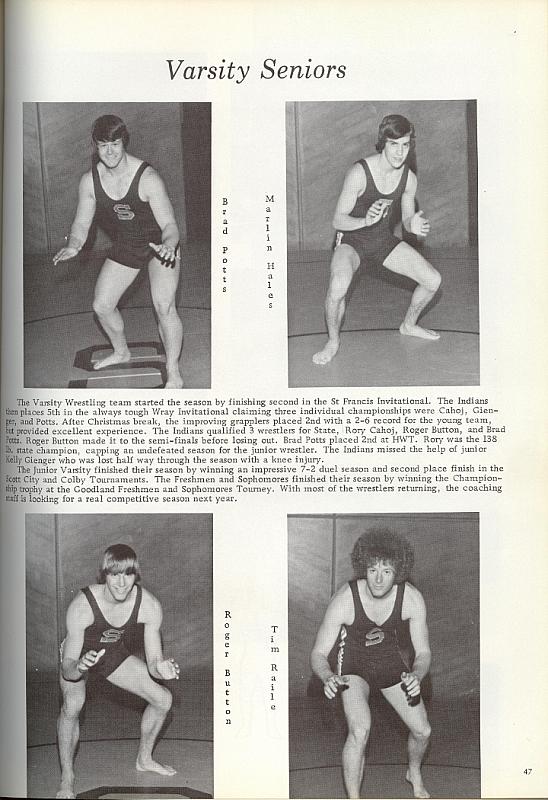 Varsity Seniors
S
Brad Potts
Marlin Hales
The Varsity Wrestling team started the season by finishing second in the St Francis Invitational. The Indians
then places 5th in the always tough Wray Invitational claiming three individual championships were Cahoj, Gien-
ger, and Potts. After Christmas break, the improving grapplers placed 2nd with a 2-6 record for the young team,
but provided excellent experience. The Indians qualified 3 wrestlers for State, Rory Cahoj, Roger Button, and Brad
Potts. Roger Button made it to the semi-finals before losing out. Brad Potts placed 2nd at HWT. Rory was the 138
lb. state champion, capping an undefeated season for the junior wrestler. The Indians missed the help of junior
Kelly Gienger who was lost half way through the season with a knee injury.
The Junior Varsity finished their season by winning an impressive 7-2 duel season and second place finish in the
Scott City and Colby Tournaments. The Freshmen and Sophomores finished their season by winning the Champion-
ship trophy at the Goodland Freshmen and Sophomores Tourney. With most of the wrestlers returning, the coaching
staff is looking for a real competitive season next year.
S
Roger Button
Tim Raile
S
47